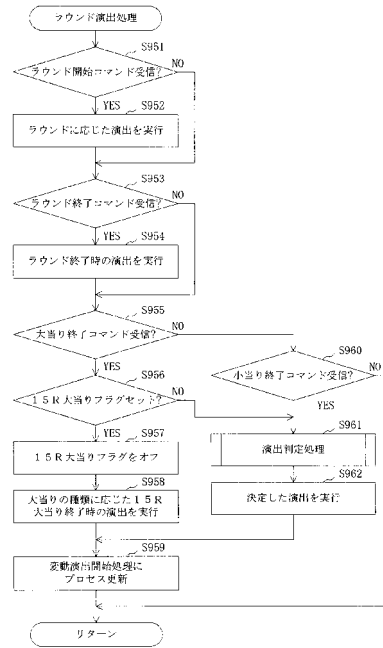 ラウンド演出処理
S951
ラウンド開始コマンド受信?
NO
YES
S952
ラウンドに応じた演出を実行
S953
ラウンド終了コマンド受信?
NO
YES
S954
ラウンド終了時の演出を実行
S955
大当り終了コマンド受信?
NO
YES
S960
小当り終了コマンド受信?
NO
YES
S956
15R大当りフラグセット?
NO
YES
S957
15R大当りフラグをオフ
S961
演出判定処理
S958
大当りの種類に応じた15R
大当り終了時の演出を実行
S962
決定した演出を実行
S959
変動演出開始処理に
プロセス更新
リターン